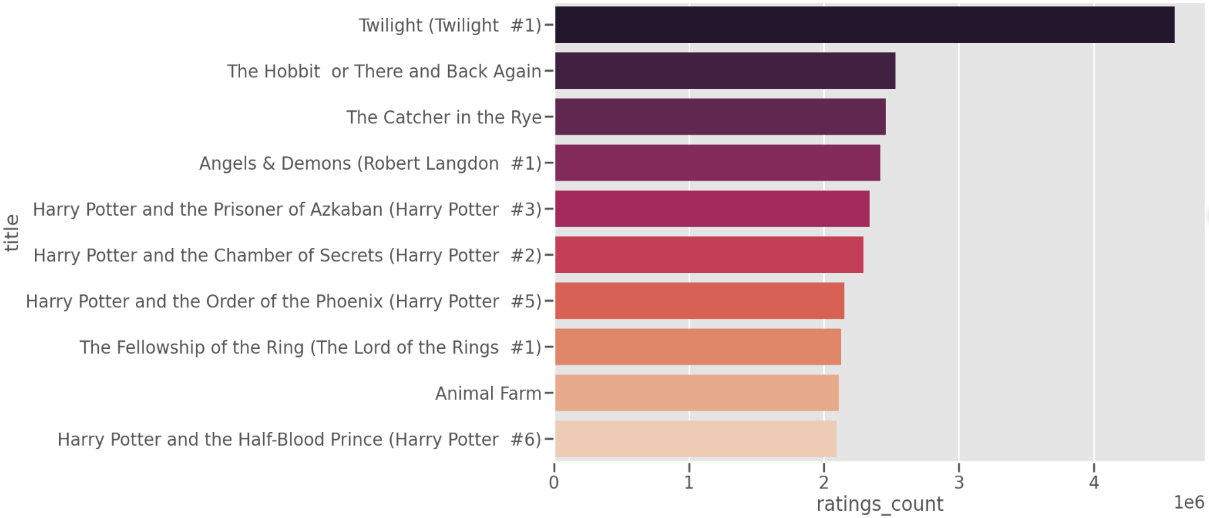 Twilight (Twilight  #1)
The Hobbit  or There and Back Again
The Catcher in the Rye
Angels & Demons (Robert Langdon  #1)
Harry Potter and the Prisoner of Azkaban (Harry Potter  #3)
Harry Potter and the Chamber of Secrets (Harry Potter  #2)
Harry Potter and the Order of the Phoenix (Harry Potter  #5)
The Fellowship of the Ring (The Lord of the Rings  #1)
Animal Farm
Harry Potter and the Half-Blood Prince (Harry Potter  #6)
title
0 1 2 3 4
ratings_count
1e6